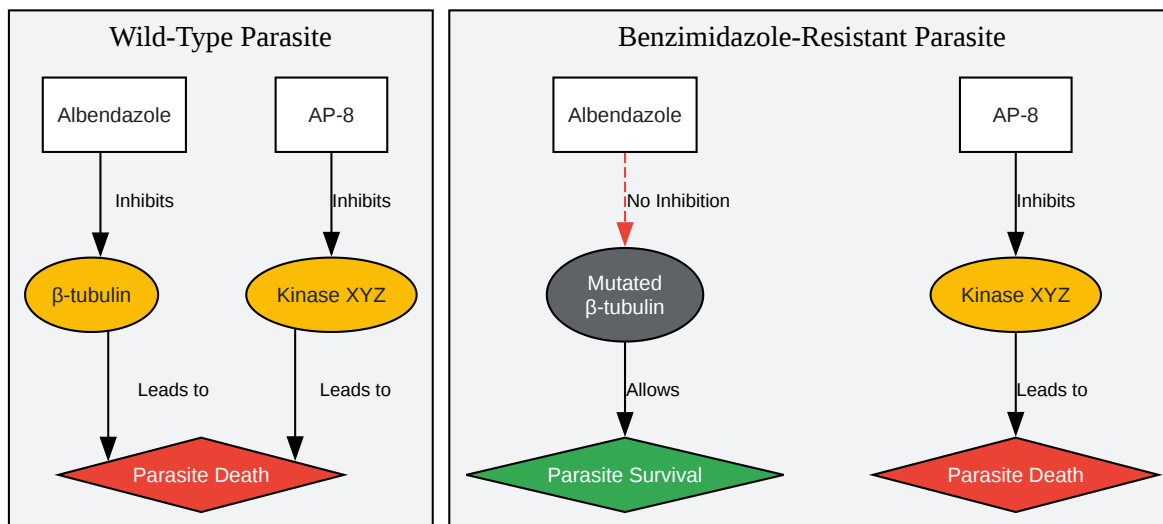 Wild-Type Parasite
Albendazole
AP-8
Inhibits
Inhibits
β-tubulin
Kinase XYZ
Leads to
Leads to
Parasite Death
Benzimidazole-Resistant Parasite
Albendazole
AP-8
No Inhibition
Inhibits
Mutated
β-tubulin
Kinase XYZ
Allows
Leads to
Parasite Survival
Parasite Death